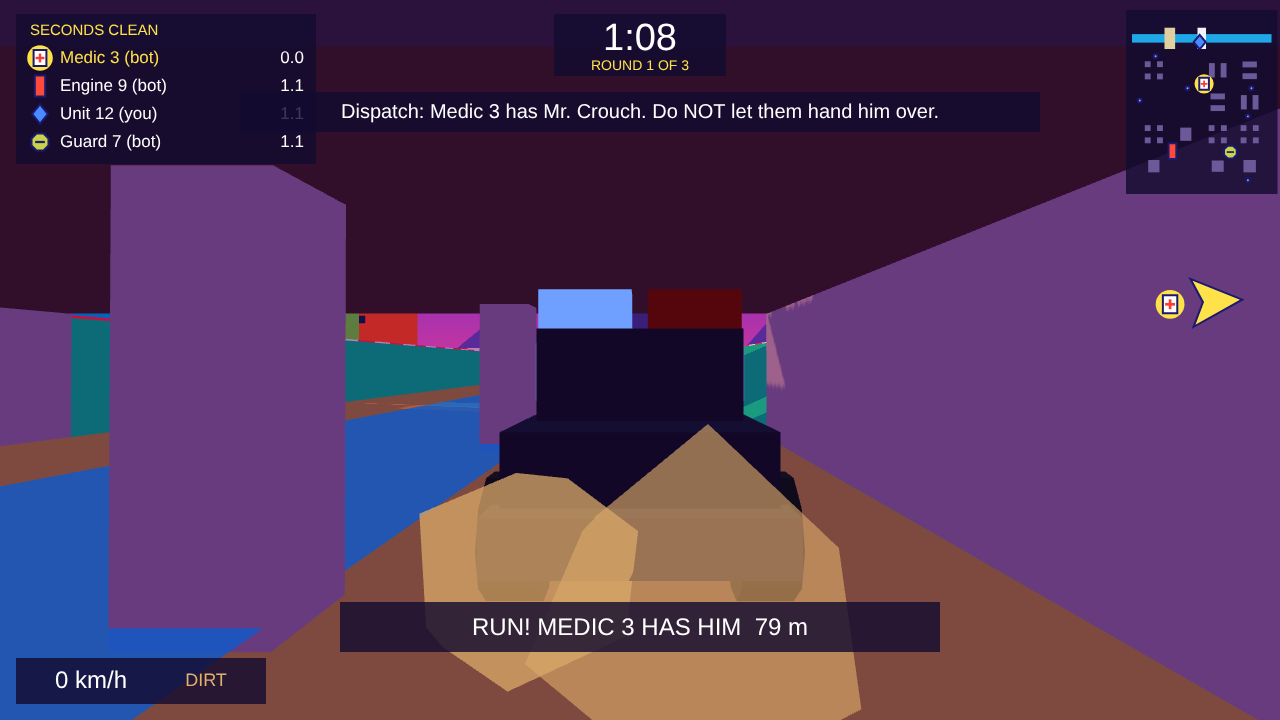 SECONDS CLEAN
Medic 3 (bot) 0.0
Engine 9 (bot) 1.1
Unit 12 (you) 1.1
Guard 7 (bot) 1.1
1:08
ROUND 1 OF 3
Dispatch: Medic 3 has Mr. Crouch. Do NOT let them hand him over.
RUN! MEDIC 3 HAS HIM 79 m
0 km/h DIRT